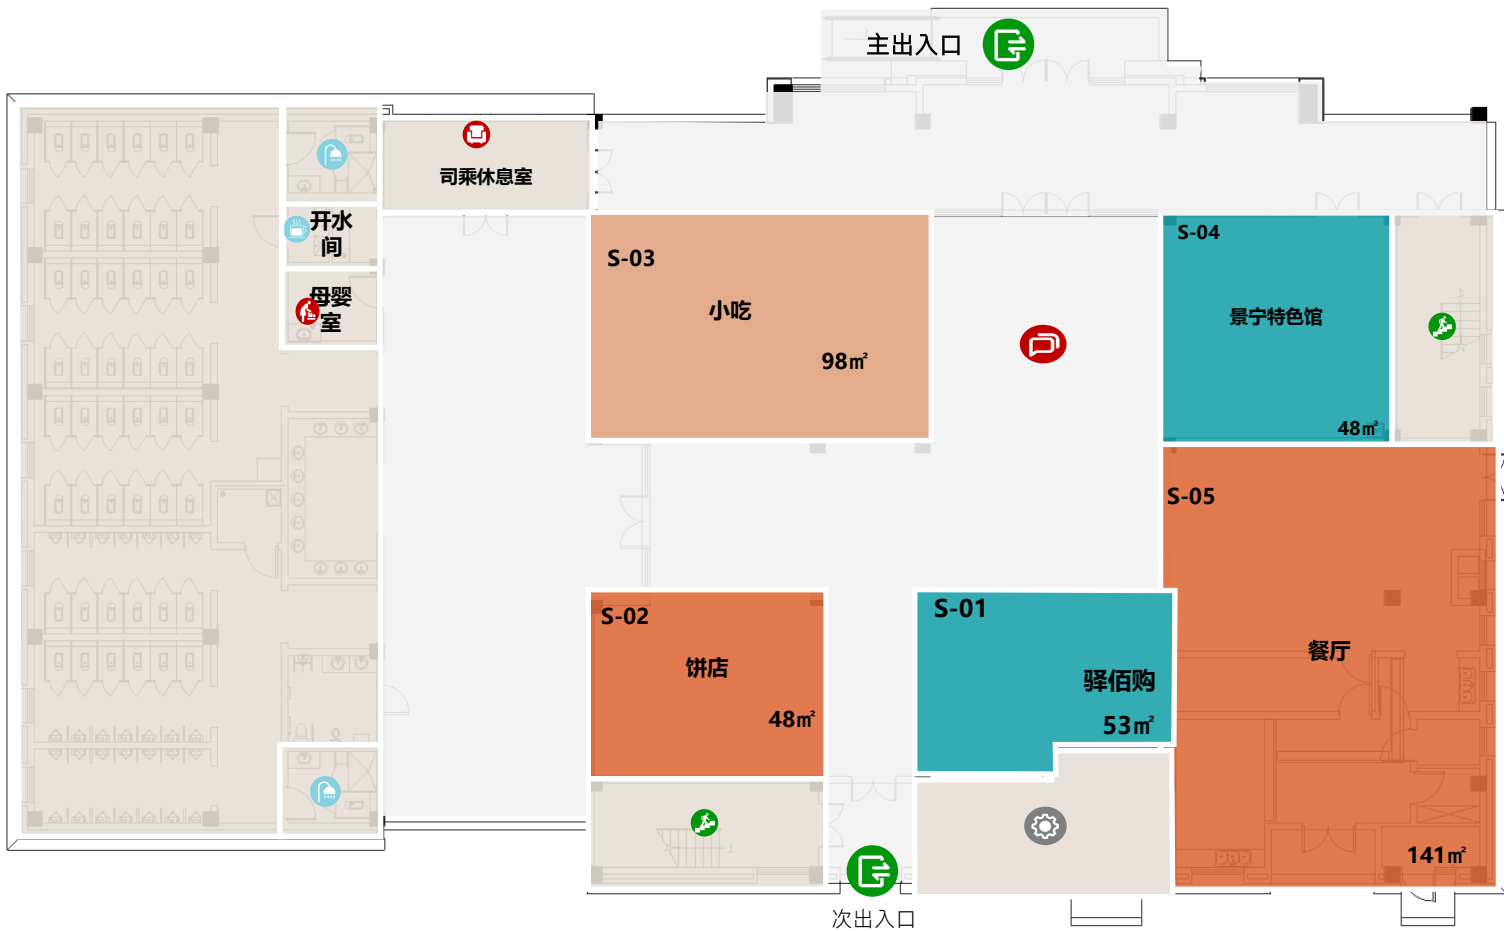 主出入口
司乘休息室
开水
间
母婴
室
S-03
小吃
98㎡
S-04
景宁特色馆
48㎡
S-05
餐厅
141㎡
S-02
饼店
48㎡
S-01
驿佰购
53㎡
次出入口